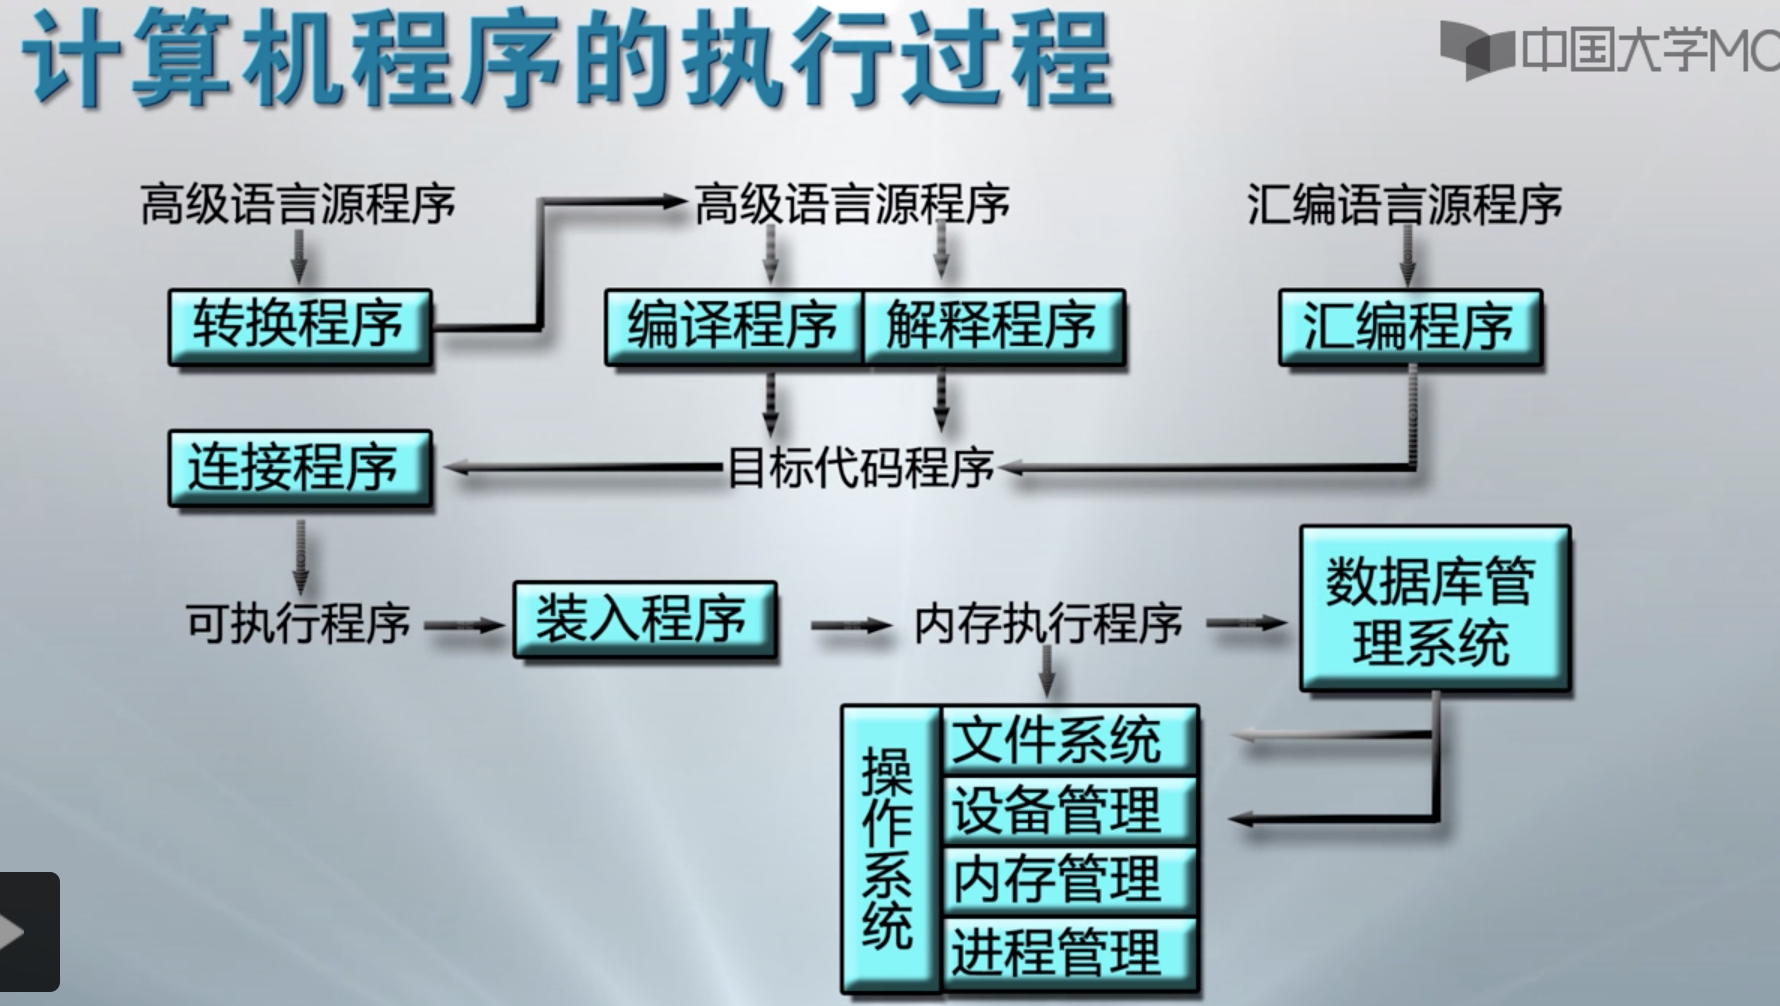 计算机程序的执行过程
中国大学MO
高级语言源程序
高级语言源程序
汇编语言源程序
转换程序
编译程序
解释程序
汇编程序
连接程序
目标代码程序
可执行程序
装入程序
内存执行程序
数据库管
理系统
操作系统
文件系统
设备管理
内存管理
进程管理